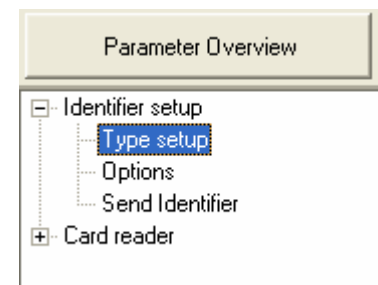 Parameter Overview
Identifier setup
Type setup
Options
Send Identifier
Card reader